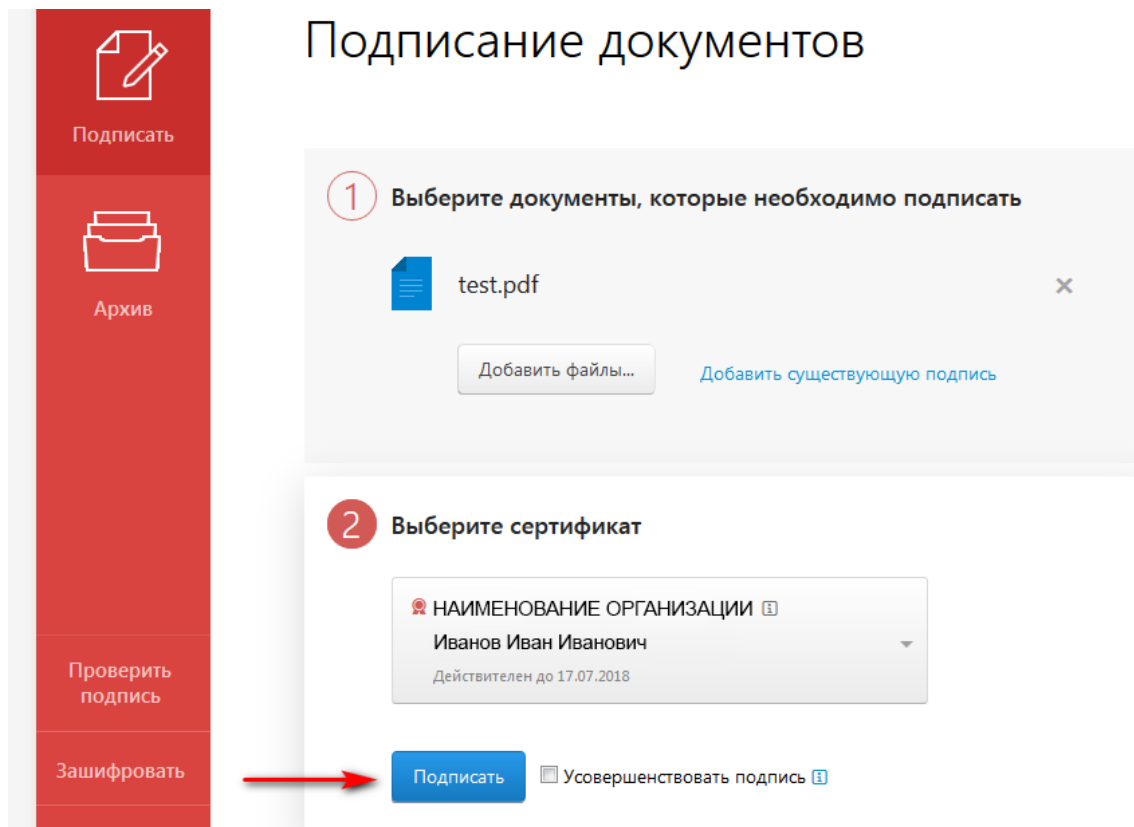 Подписать
Архив
Проверить
подпись
Зашифровать
Подписание документов
1 Выберите документы, которые необходимо подписать
test.pdf
Добавить файлы... Добавить существующую подпись
2 Выберите сертификат
НАИМЕНОВАНИЕ ОРГАНИЗАЦИИ
Иванов Иван Иванович
Действителен до 17.07.2018
Подписать Усовершенствовать подпись